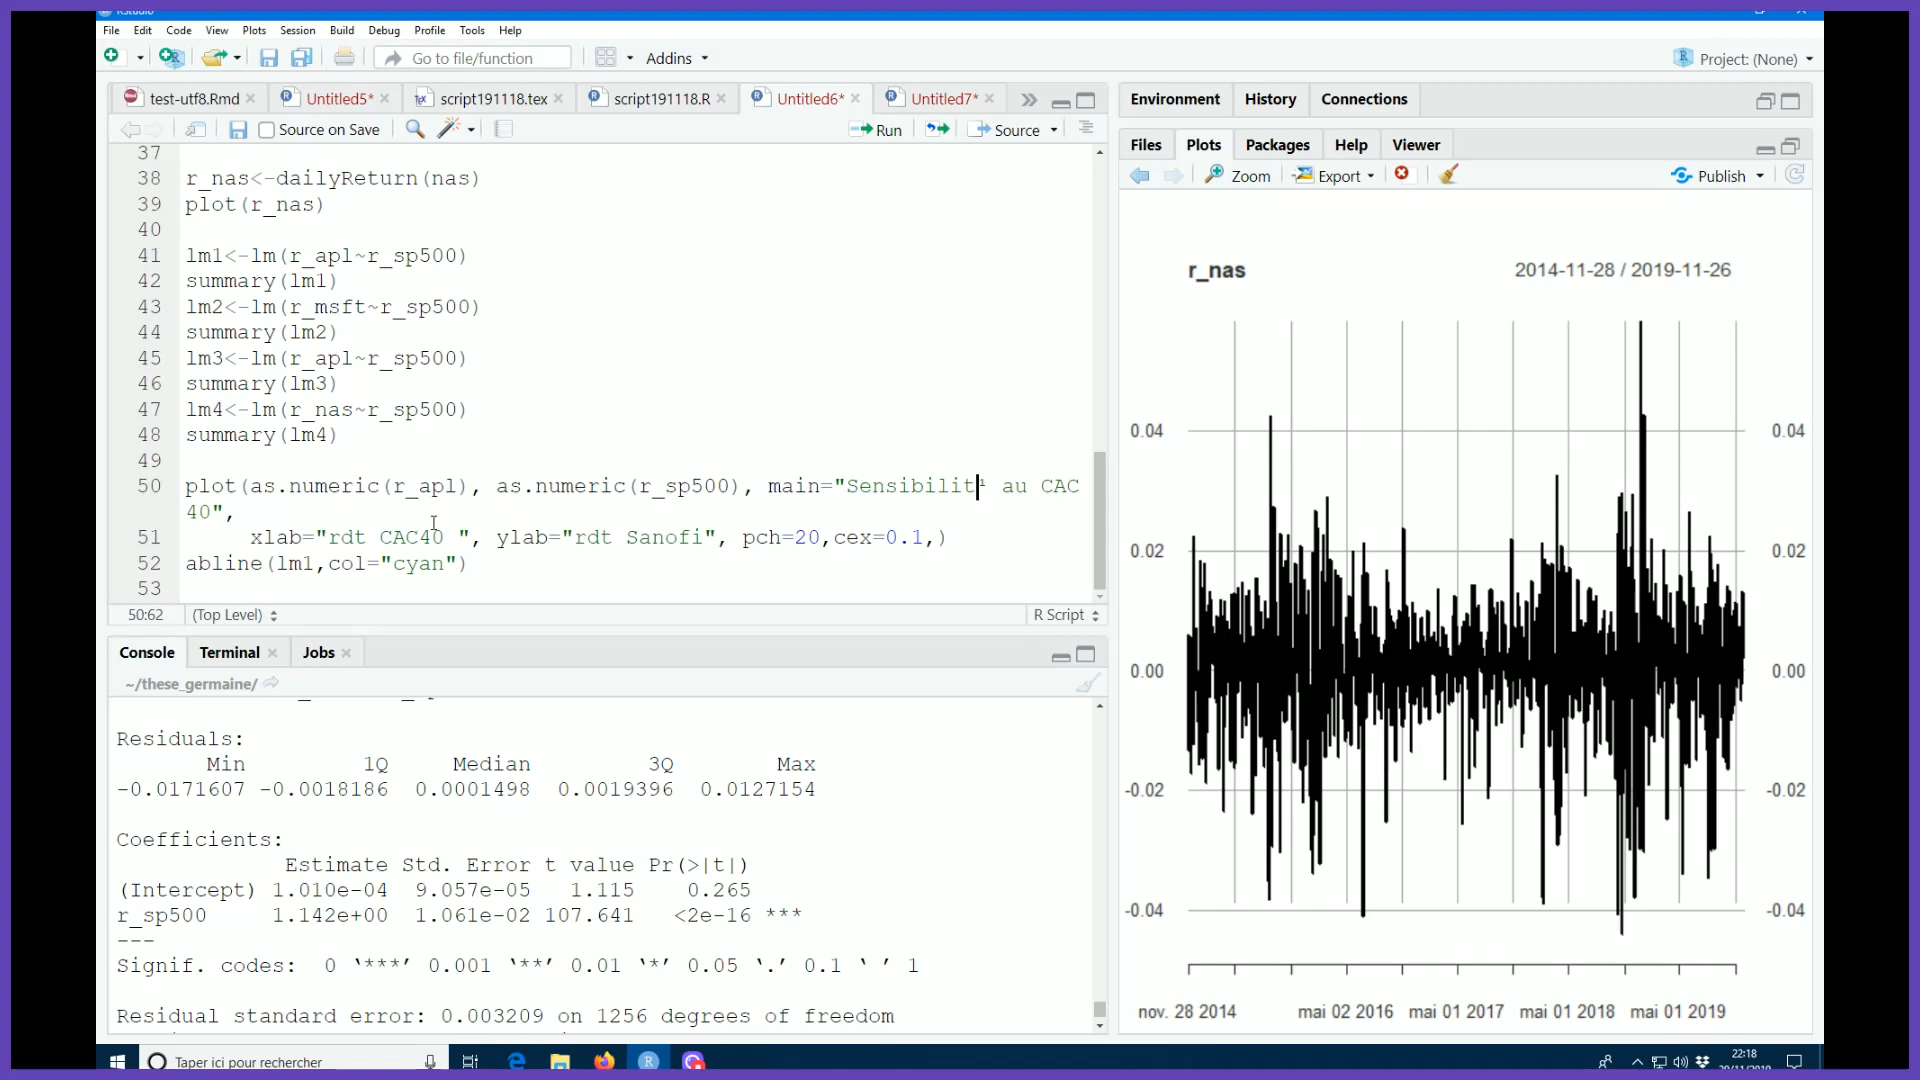 RStudio
File Edit Code View Plots Session Build Debug Profile Tools Help
Go to file/function Addins Project: (None)
test-utf8.Rmd Untitled5* script191118.tex script191118.R Untitled6* Untitled7*
Source on Save Run Source
37
38 r_nas<-dailyReturn(nas)
39 plot(r_nas)
40
41 lm1<-lm(r_apl~r_sp500)
42 summary(lm1)
43 lm2<-lm(r_msft~r_sp500)
44 summary(lm2)
45 lm3<-lm(r_apl~r_sp500)
46 summary(lm3)
47 lm4<-lm(r_nas~r_sp500)
48 summary(lm4)
49
50 plot(as.numeric(r_apl), as.numeric(r_sp500), main="Sensibilit¹ au CAC
40",
51 xlab="rdt CAC40 ", ylab="rdt Sanofi", pch=20,cex=0.1,)
52 abline(lm1,col="cyan")
53
50:62 (Top Level) R Script
Console Terminal Jobs
~/these_germaine/
Residuals:
Min 1Q Median 3Q Max
-0.0171607 -0.0018186 0.0001498 0.0019396 0.0127154
Coefficients:
Estimate Std. Error t value Pr(>|t|)
(Intercept) 1.010e-04 9.057e-05 1.115 0.265
r_sp500 1.142e+00 1.061e-02 107.641 <2e-16 ***
---
Signif. codes: 0 ‘***’ 0.001 ‘**’ 0.01 ‘*’ 0.05 ‘.’ 0.1 ‘ ’ 1
Residual standard error: 0.003209 on 1256 degrees of freedom
Environment History Connections
Files Plots Packages Help Viewer
Zoom Export Publish
r_nas 2014-11-28 / 2019-11-26
0.04 0.04
0.02 0.02
0.00 0.00
-0.02 -0.02
-0.04 -0.04
nov. 28 2014 mai 02 2016 mai 01 2017 mai 01 2018 mai 01 2019
Taper ici pour rechercher
22:18